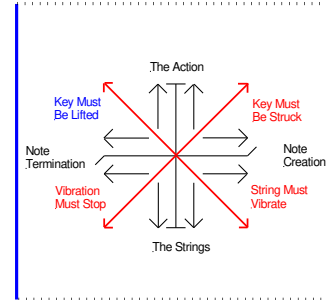 The Action
Key Must
Be Lifted
Key Must
Be Struck
Note
Termination
Note
Creation
Vibration
Must Stop
String Must
Vibrate
The Strings